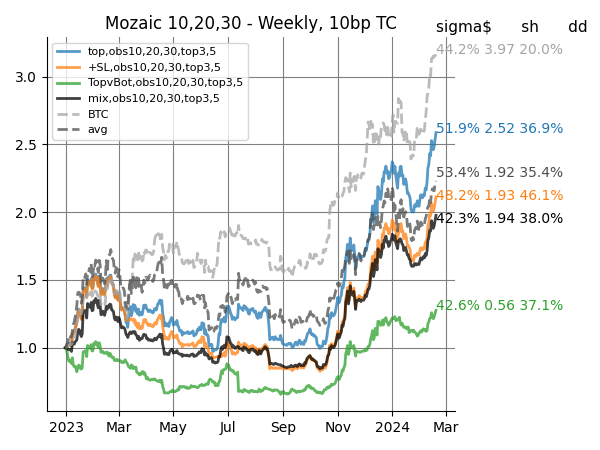 Mozaic 10,20,30 - Weekly, 10bp TC
sigma$ sh dd
top,obs10,20,30,top3,5
+SL,obs10,20,30,top3,5
TopvBot,obs10,20,30,top3,5
mix,obs10,20,30,top3,5
BTC
avg
44.2% 3.97 20.0%
51.9% 2.52 36.9%
53.4% 1.92 35.4%
48.2% 1.93 46.1%
42.3% 1.94 38.0%
42.6% 0.56 37.1%
3.0
2.5
2.0
1.5
1.0
2023 Mar May Jul Sep Nov 2024 Mar